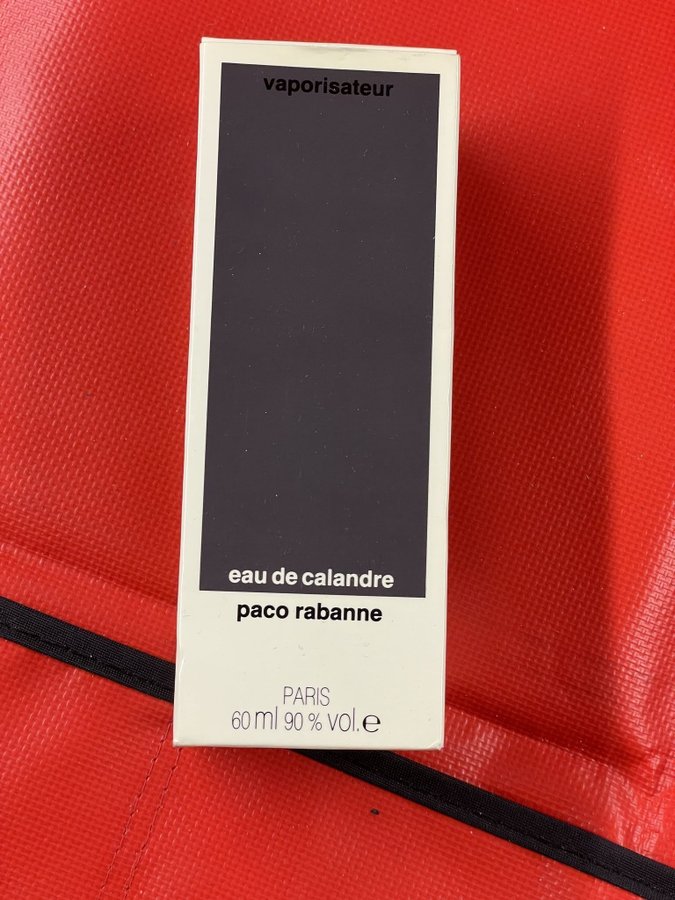 vaporisateur
eau de calandre
paco rabanne
PARIS
60 ml 90 % vol. ℮